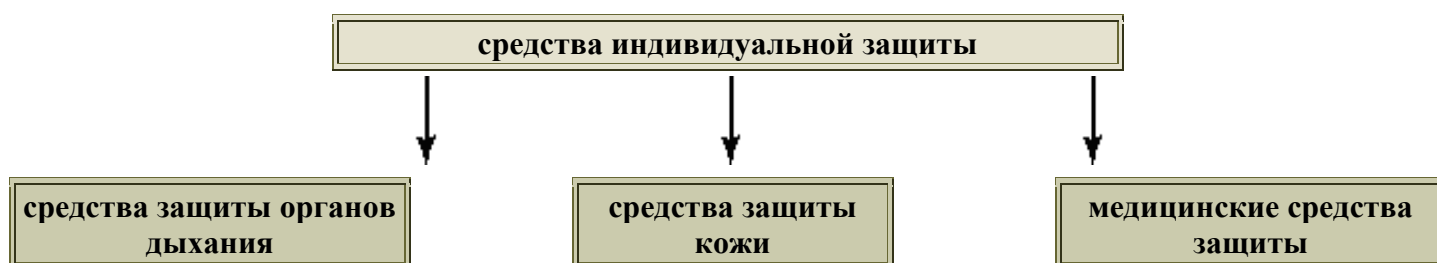 средства индивидуальной защиты
средства защиты органов
дыхания
средства защиты
кожи
медицинские средства
защиты